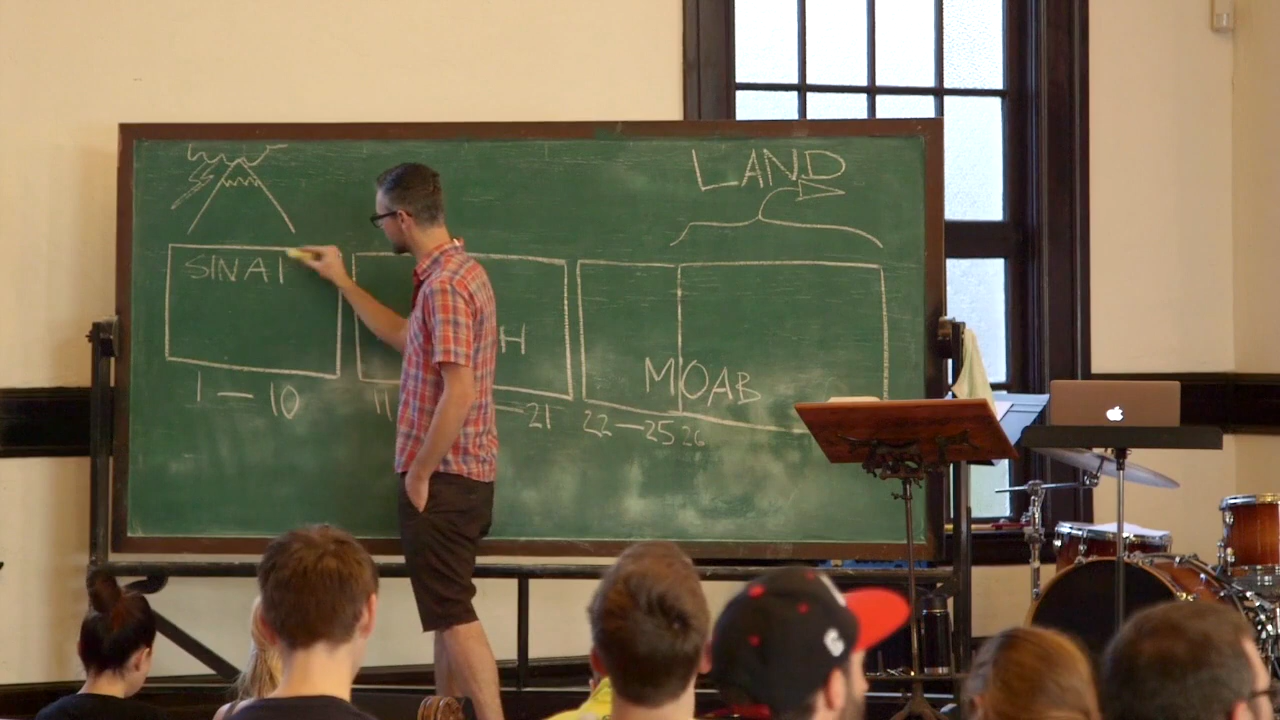 LAND
SINAI
H
MOAB
1 — 10
11
—21
22—25 26